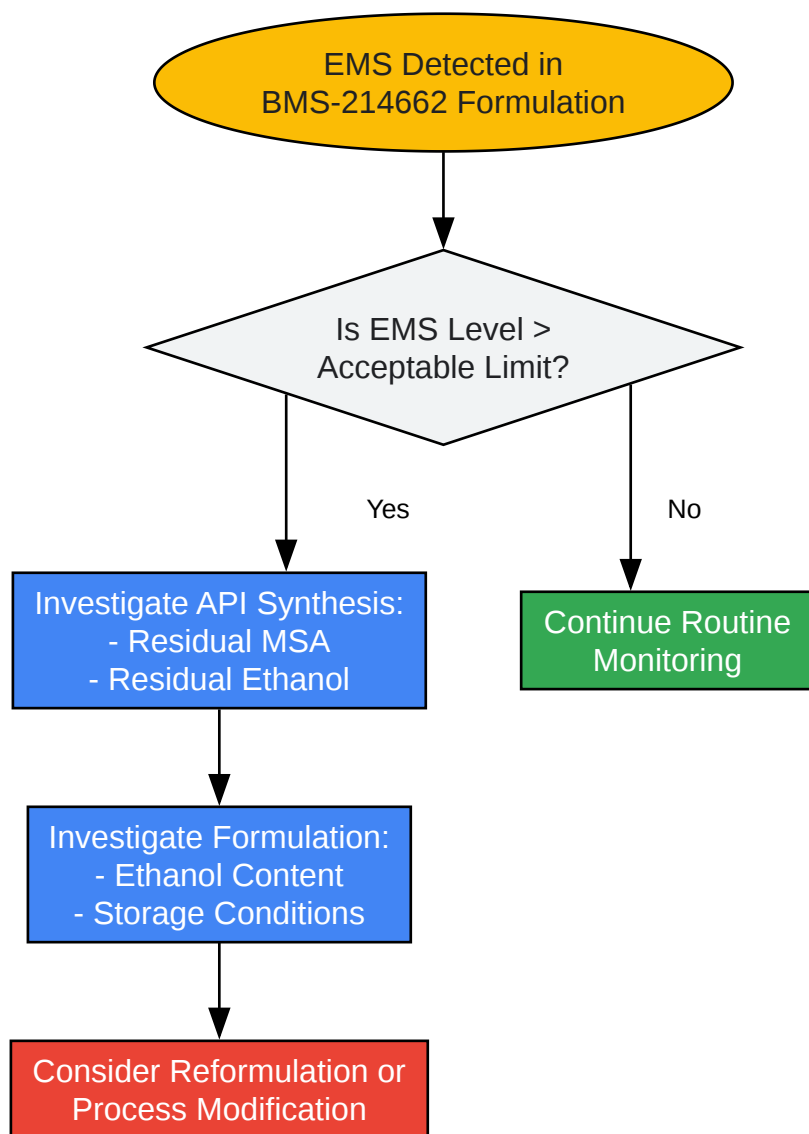 EMS Detected in
BMS-214662 Formulation
Is EMS Level >
Acceptable Limit?
Yes
No
Investigate API Synthesis:
- Residual MSA
- Residual Ethanol
Continue Routine
Monitoring
Investigate Formulation:
- Ethanol Content
- Storage Conditions
Consider Reformulation or
Process Modification